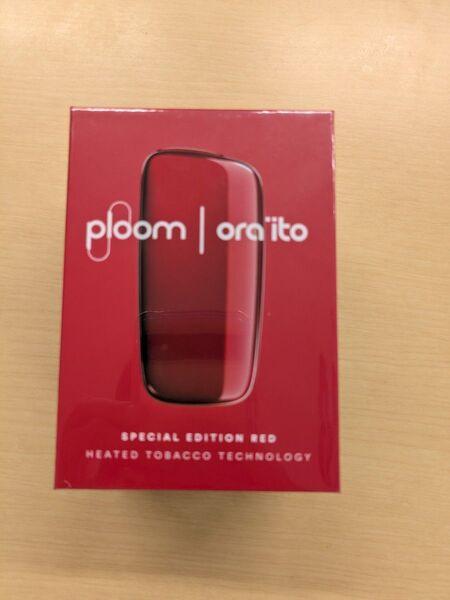 ploom | ora ïto
SPECIAL EDITION RED
HEATED TOBACCO TECHNOLOGY